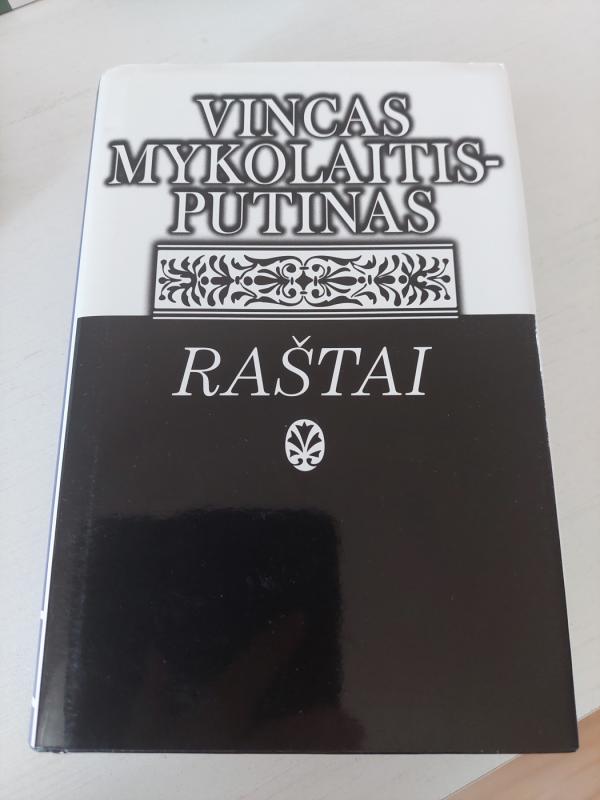 VINCAS
MYKOLAITIS-
PUTINAS
RAŠTAI